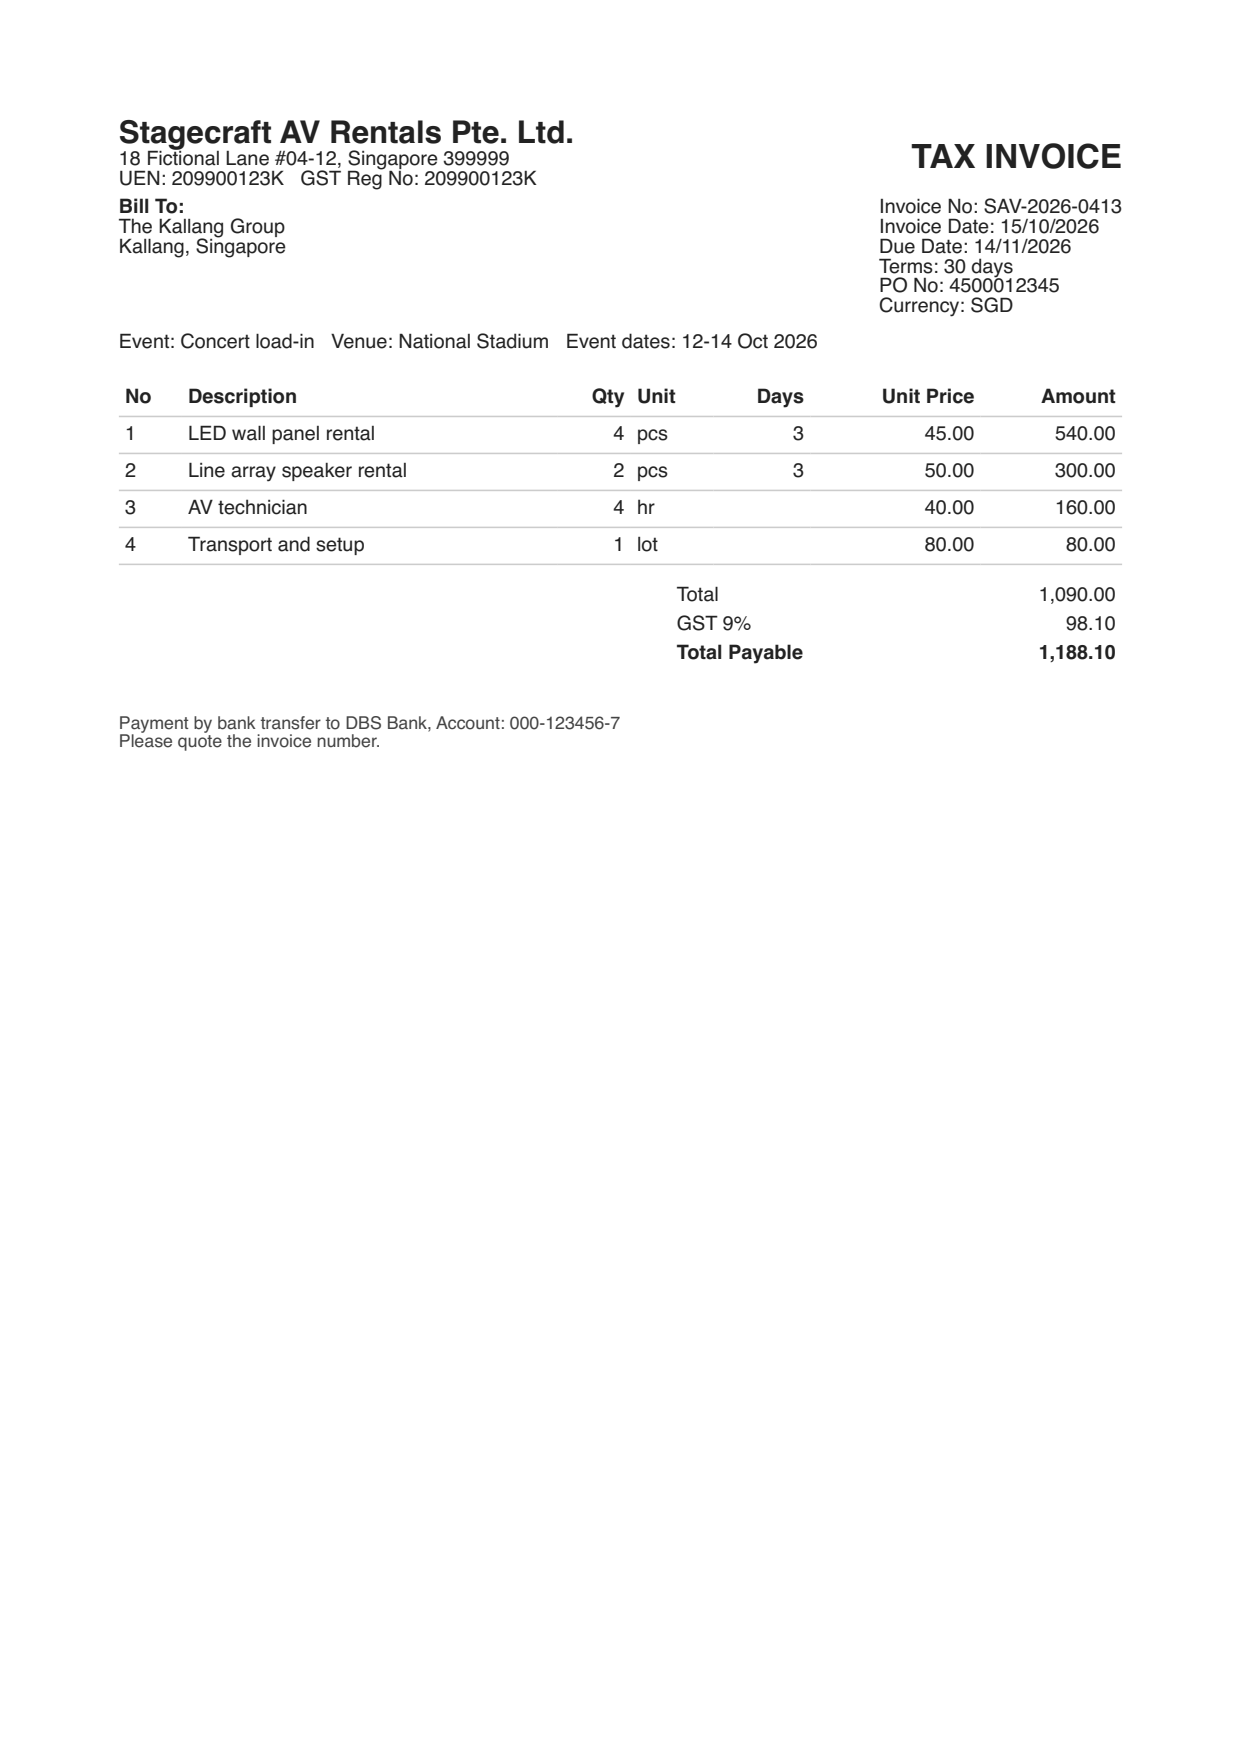 Stagecraft AV Rentals Pte. Ltd.
18 Fictional Lane #04-12, Singapore 399999
UEN: 209900123K GST Reg No: 209900123K
TAX INVOICE
Bill To:
The Kallang Group
Kallang, Singapore
Invoice No: SAV-2026-0413
Invoice Date: 15/10/2026
Due Date: 14/11/2026
Terms: 30 days
PO No: 4500012345
Currency: SGD
Event: Concert load-in Venue: National Stadium Event dates: 12-14 Oct 2026
No Description Qty Unit Days Unit Price Amount
1 LED wall panel rental 4 pcs 3 45.00 540.00
2 Line array speaker rental 2 pcs 3 50.00 300.00
3 AV technician 4 hr 40.00 160.00
4 Transport and setup 1 lot 80.00 80.00
Total 1,090.00
GST 9% 98.10
Total Payable 1,188.10
Payment by bank transfer to DBS Bank, Account: 000-123456-7
Please quote the invoice number.